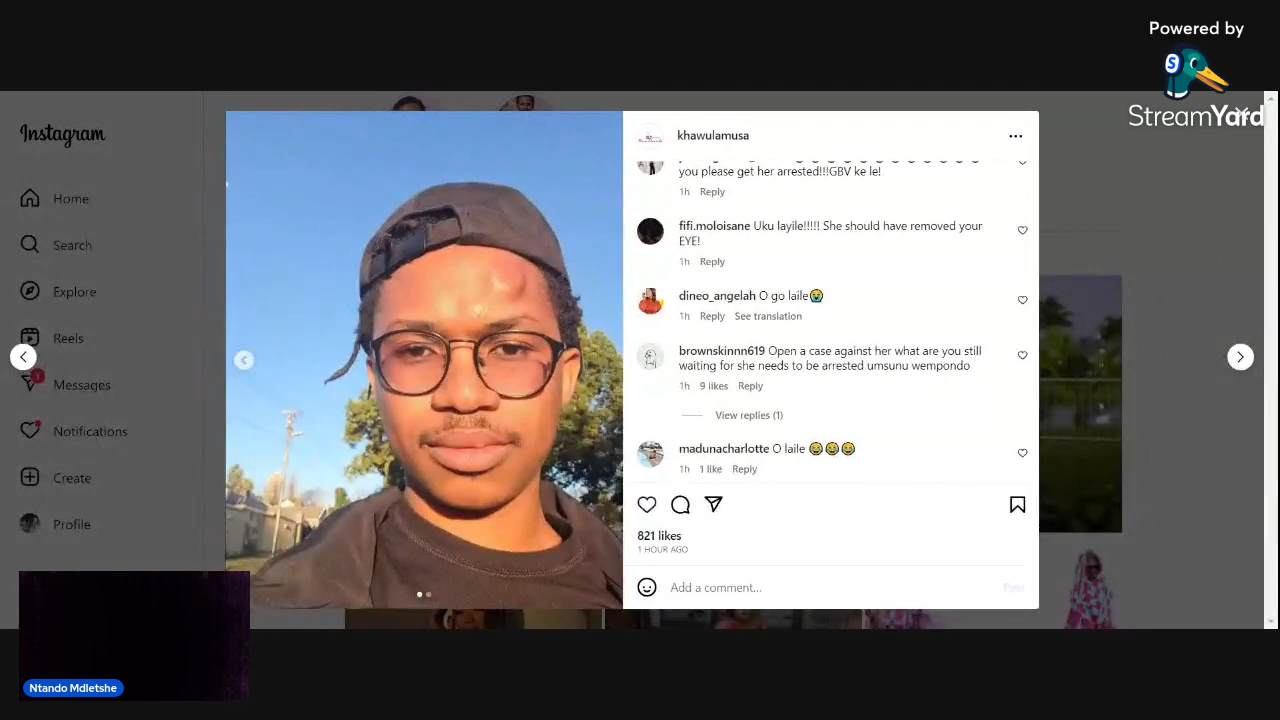 Powered by
StreamYard
Instagram
Home
Search
Explore
Reels
1
Messages
Notifications
Create
Profile
khawulamusa
you please get her arrested!!!GBV ke le!
1h Reply
fifi.moloisane Uku layile!!!!! She should have removed your
EYE!
1h Reply
dineo_angelah O go laile😭
1h Reply See translation
brownskinnn619 Open a case against her what are you still
waiting for she needs to be arrested umsunu wempondo
1h 9 likes Reply
View replies (1)
madunacharlotte O laile 😂😂😂
1h 1 like Reply
821 likes
1 HOUR AGO
Add a comment...
Post
Ntando Mdletshe